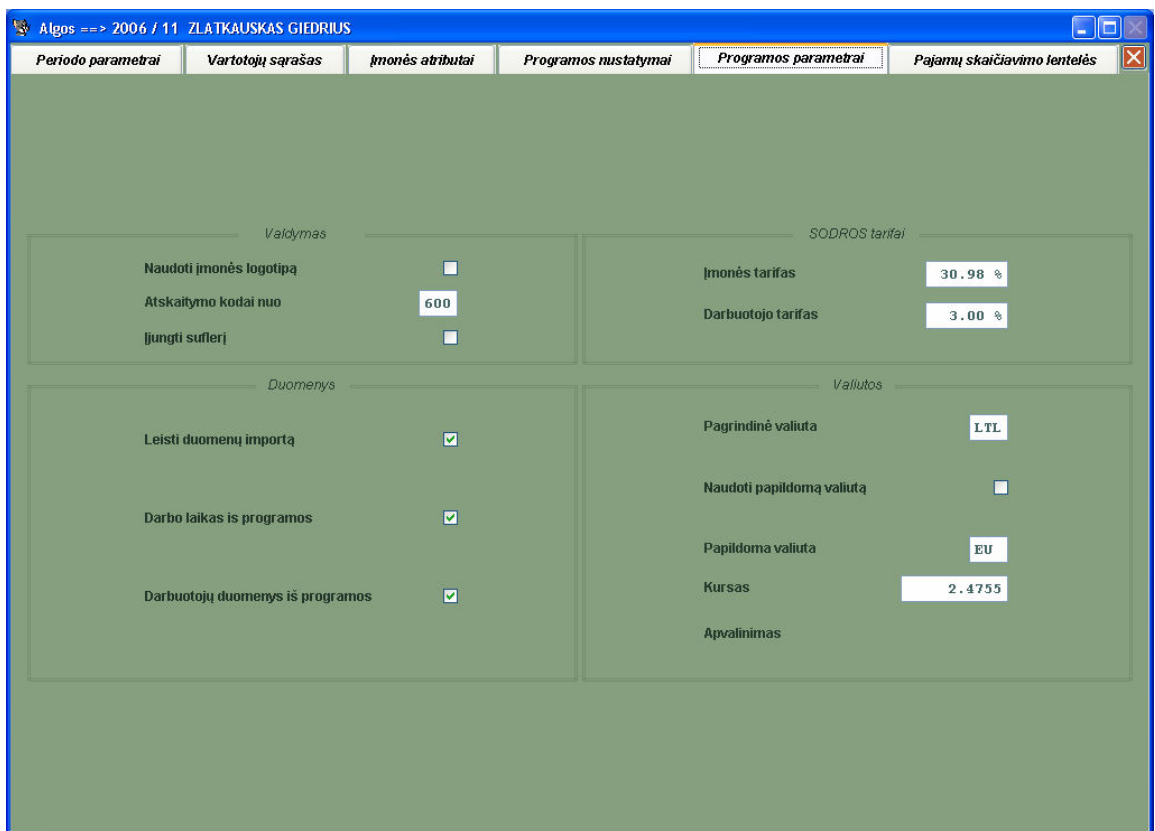 Algos ==> 2006 / 11 ZLATKAUSKAS GIEDRIUS
Periodo parametrai Vartotojų sąrašas Įmonės atributai Programos nustatymai Programos parametrai Pajamų skaičiavimo lentelės
Valdymas
Naudoti įmonės logotipą
Atskaitymo kodai nuo 600
Įjungti suflerį
SODROS tarifai
Įmonės tarifas 30.98 %
Darbuotojo tarifas 3.00 %
Duomenys
Leisti duomenų importą
Darbo laikas is programos
Darbuotojų duomenys iš programos
Valiutos
Pagrindinė valiuta LTL
Naudoti papildomą valiutą
Papildoma valiuta EU
Kursas 2.4755
Apvalinimas